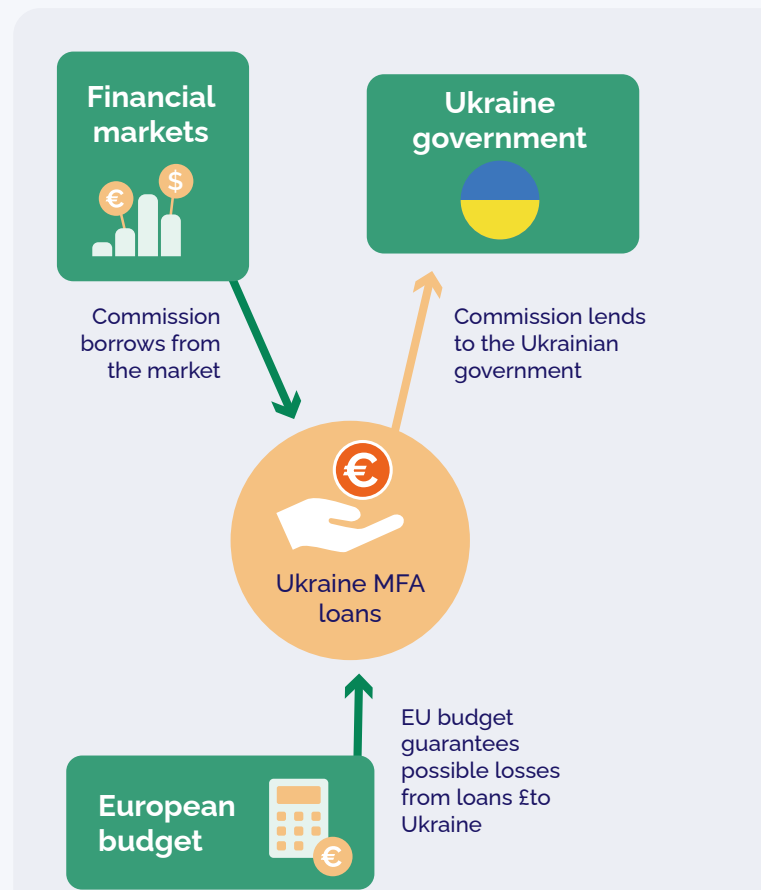 Financial
markets
€
$
Ukraine
government
Commission
borrows from
the market
Commission lends
to the Ukrainian
government
€
Ukraine MFA
loans
EU budget
guarantees
possible losses
from loans £to
Ukraine
European
budget
€